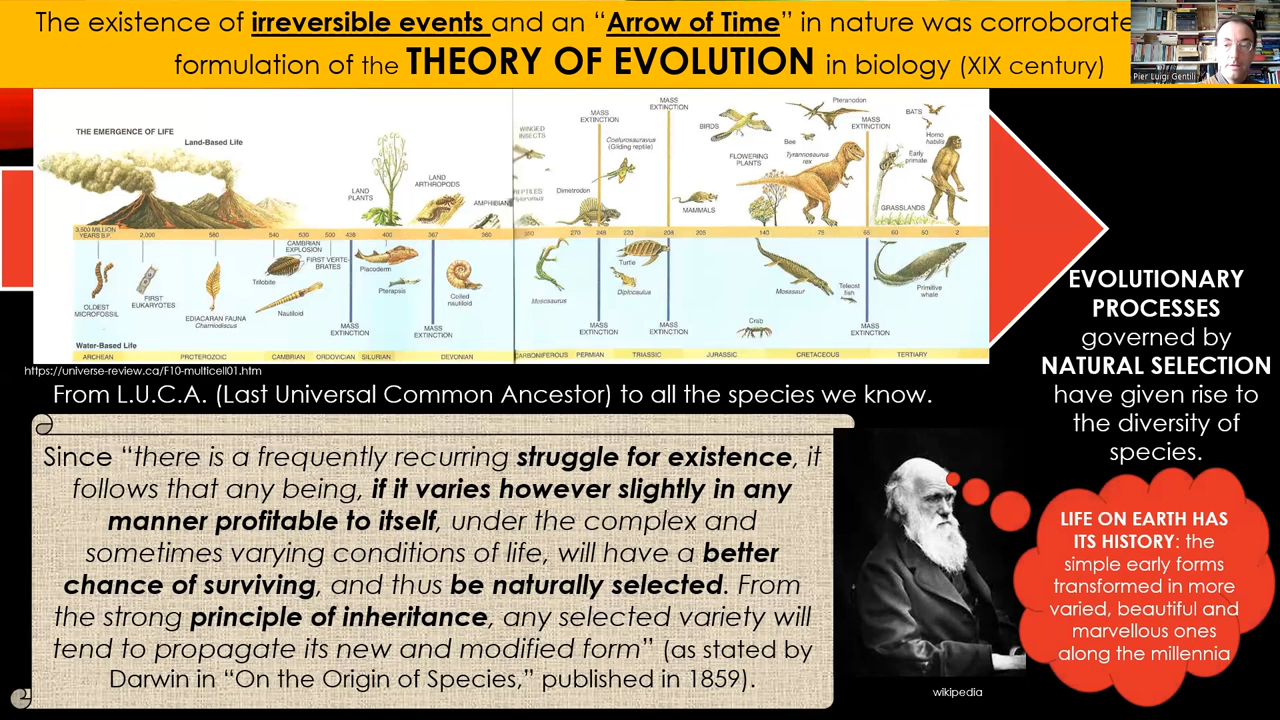 The existence of irreversible events and an “Arrow of Time” in nature was corroborate
formulation of the THEORY OF EVOLUTION in biology (XIX century)
Pier Luigi Gentili
THE EMERGENCE OF LIFE
Land-Based Life
LAND
PLANTS
LAND
ARTHROPODS
AMPHIBIAN
WINGED
INSECTS
REPTILES
Dimetrodon
MASS
EXTINCTION
Coelurosauravus
(Gliding reptile)
MASS
EXTINCTION
BIRDS
MAMMALS
FLOWERING
PLANTS
Bee
Pteranodon
Tyrannosaurus
rex
MASS
EXTINCTION
BATS
Early
primate
Homo
habilis
GRASSLANDS
3,500 MILLION
YEARS B.P.
2,000 560 540 500 500 438 400 367 360 350 270 248 220 208 205 140 75 65 60 50 2
OLDEST
MICROFOSSIL
FIRST
EUKARYOTES
EDIACARAN FAUNA
Charniodiscus
CAMBRIAN
EXPLOSION
Trilobite
FIRST VERTE-
BRATES
Nautiloid
MASS
EXTINCTION
Placoderm
Pterapsis
MASS
EXTINCTION
Coiled
nautiloid
Mesosaurus
MASS
EXTINCTION
Turtle
Diplocaulus
MASS
EXTINCTION
Crab
Mosasaur
Teleost
fish
MASS
EXTINCTION
Primitive
whale
Water-Based Life
ARCHEAN PROTEROZOIC CAMBRIAN ORDOVICIAN SILURIAN DEVONIAN CARBONIFEROUS PERMIAN TRIASSIC JURASSIC CRETACEOUS TERTIARY
https://universe-review.ca/F10-multicell01.htm
From L.U.C.A. (Last Universal Common Ancestor) to all the species we know.
EVOLUTIONARY
PROCESSES
governed by
NATURAL SELECTION
have given rise to
the diversity of
species.
Since “there is a frequently recurring struggle for existence, it
follows that any being, if it varies however slightly in any
manner profitable to itself, under the complex and
sometimes varying conditions of life, will have a better
chance of surviving, and thus be naturally selected. From
the strong principle of inheritance, any selected variety will
tend to propagate its new and modified form” (as stated by
Darwin in “On the Origin of Species,” published in 1859).
wikipedia
LIFE ON EARTH HAS
ITS HISTORY: the
simple early forms
transformed in more
varied, beautiful and
marvellous ones
along the millennia